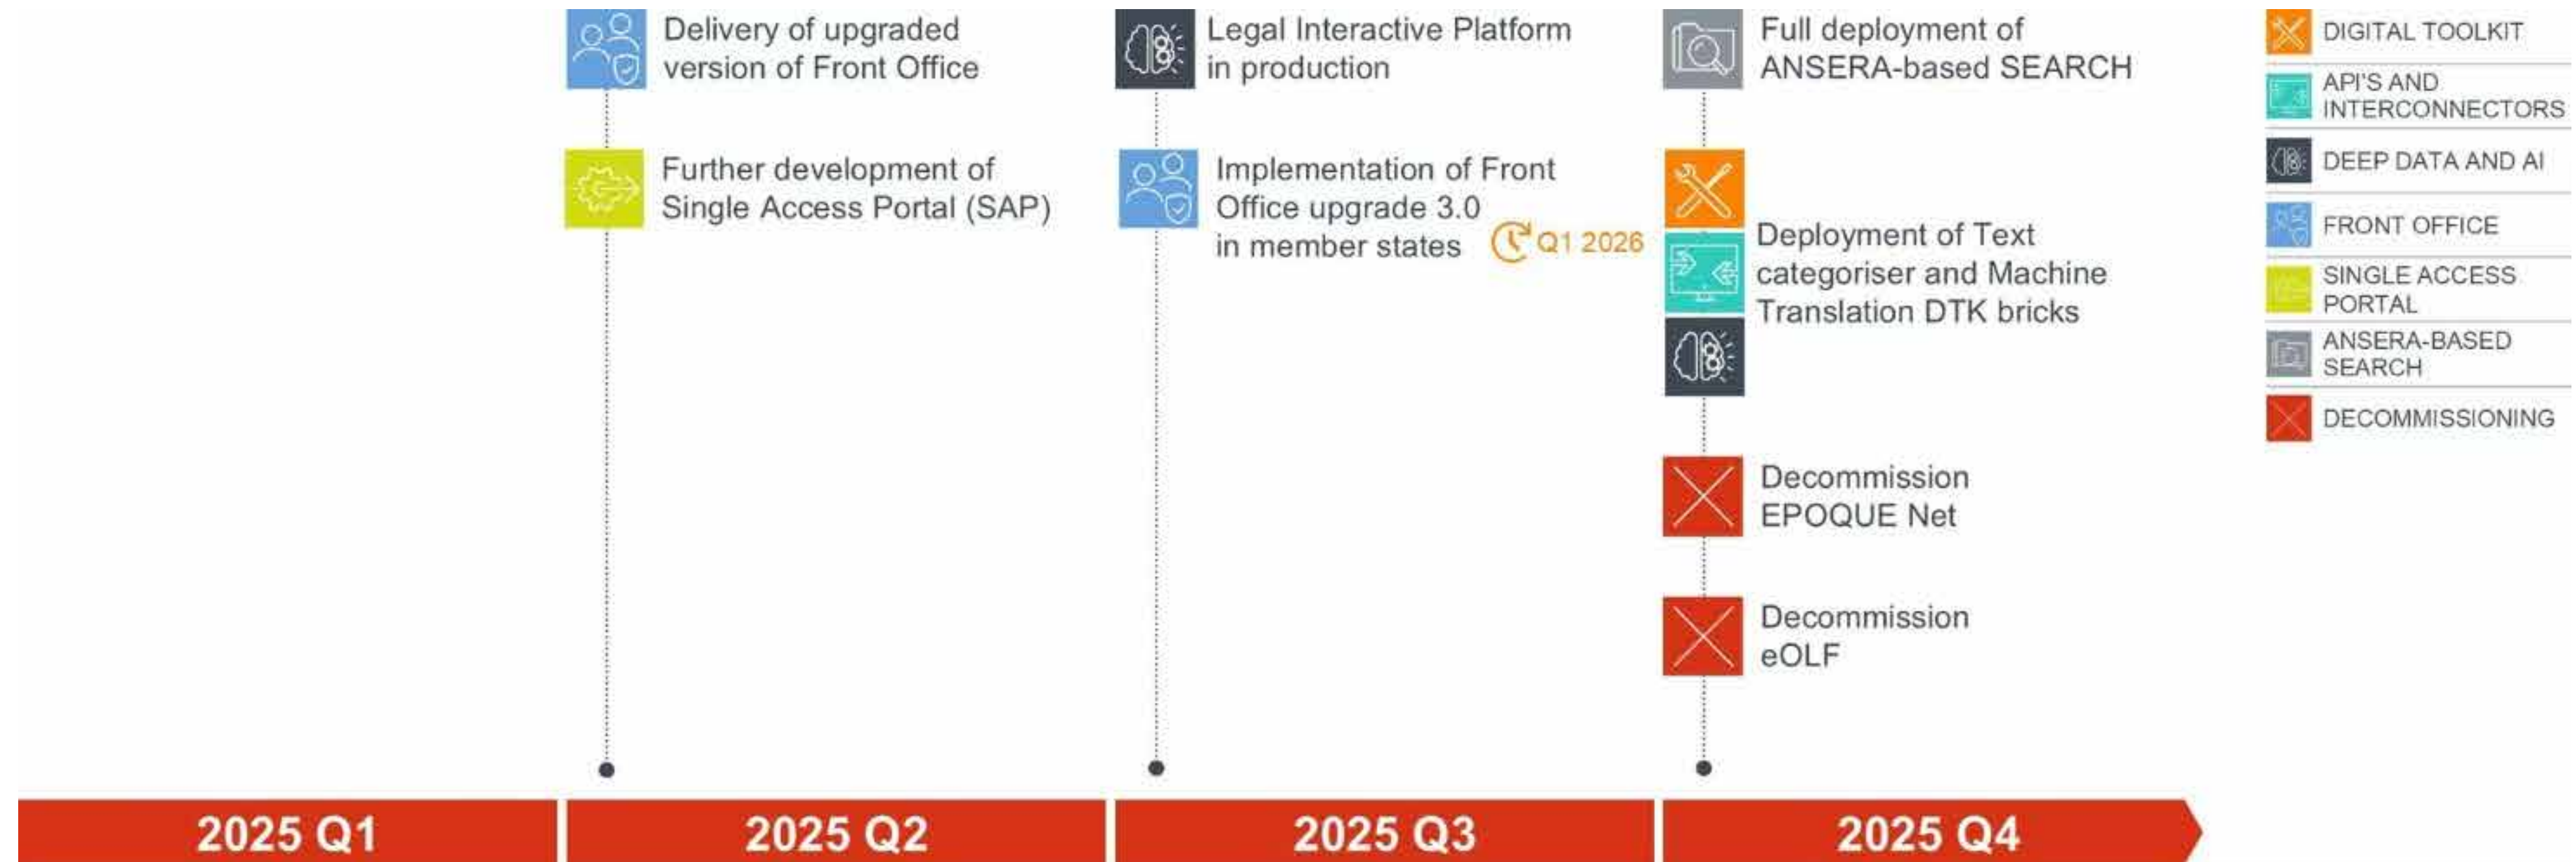 Delivery of upgraded
version of Front Office
Further development of
Single Access Portal (SAP)
Legal Interactive Platform
in production
Implementation of Front
Office upgrade 3.0
in member states
Q1 2026
Full deployment of
ANSERA-based SEARCH
Deployment of Text
categoriser and Machine
Translation DTK bricks
Decommission
EPOQUE Net
Decommission
eOLF
2025 Q1
2025 Q2
2025 Q3
2025 Q4
DIGITAL TOOLKIT
API'S AND
INTERCONNECTORS
DEEP DATA AND AI
FRONT OFFICE
SINGLE ACCESS
PORTAL
ANSERA-BASED
SEARCH
DECOMMISSIONING